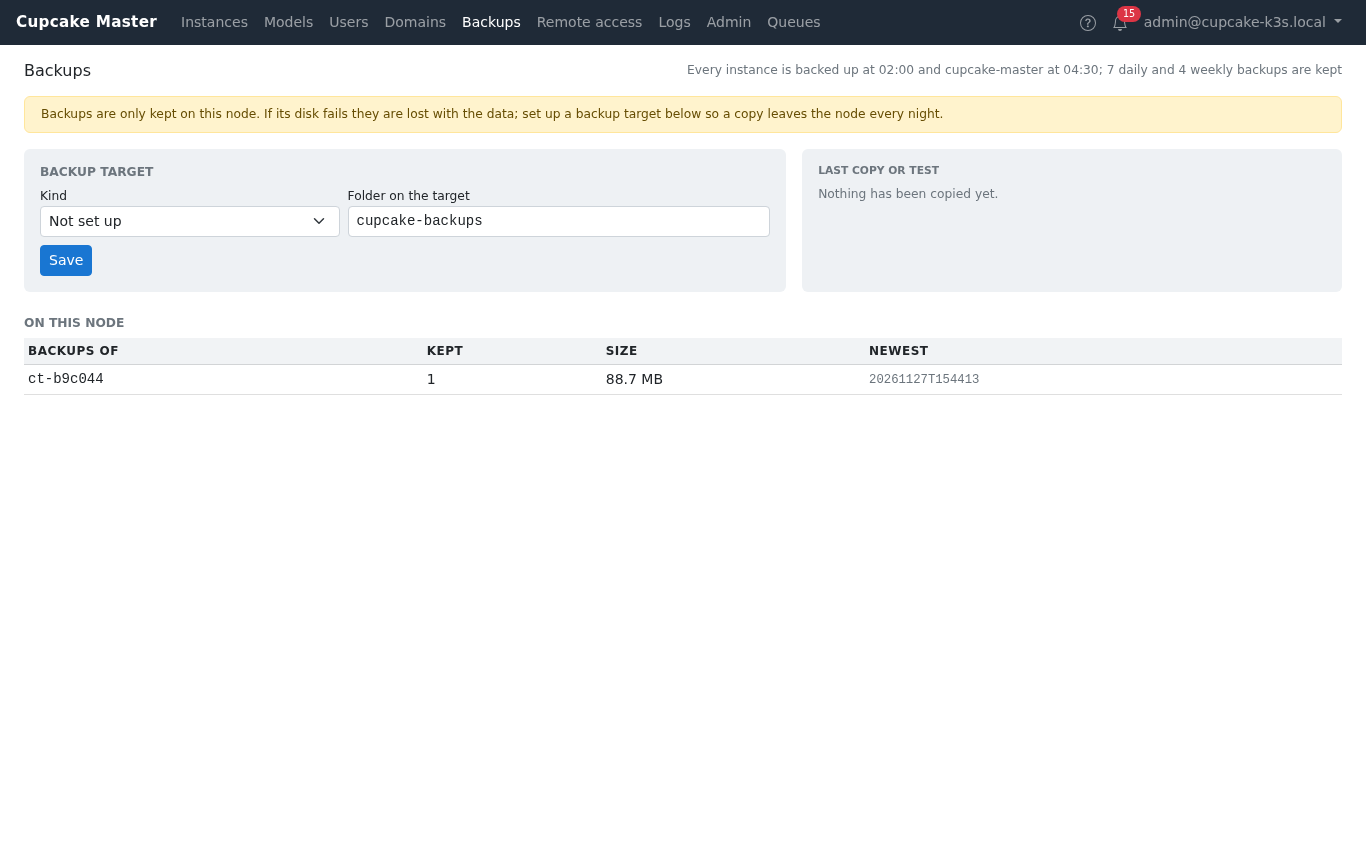 Cupcake Master Instances Models Users Domains Backups Remote access Logs Admin Queues 15 admin@cupcake-k3s.local
Backups
Every instance is backed up at 02:00 and cupcake-master at 04:30; 7 daily and 4 weekly backups are kept
Backups are only kept on this node. If its disk fails they are lost with the data; set up a backup target below so a copy leaves the node every night.
BACKUP TARGET
Kind Folder on the target
Not set up cupcake-backups
Save
LAST COPY OR TEST
Nothing has been copied yet.
ON THIS NODE
BACKUPS OF KEPT SIZE NEWEST
ct-b9c044 1 88.7 MB 20261127T154413